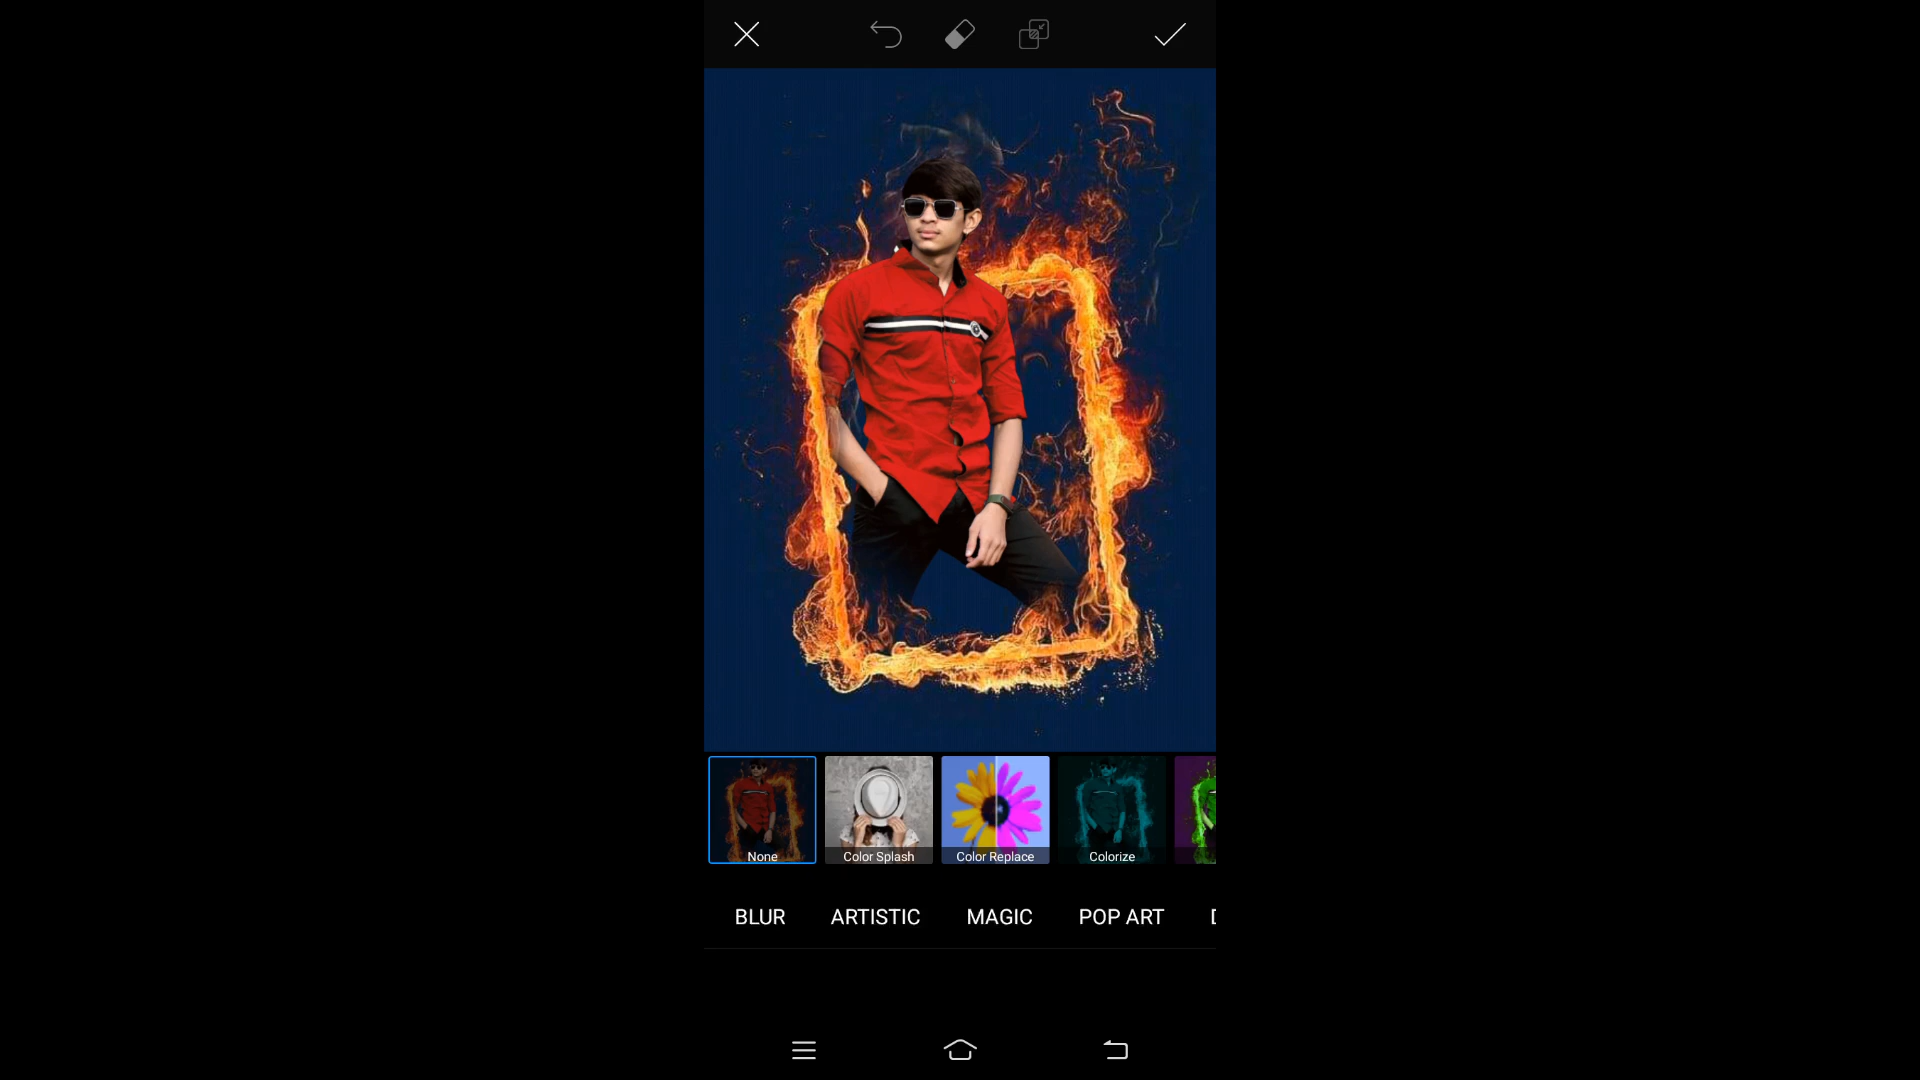 None
Color Splash
Color Replace
Colorize
BLUR
ARTISTIC
MAGIC
POP ART